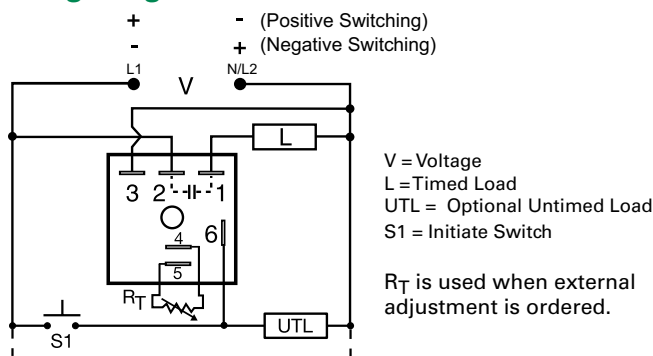 + - (Positive Switching)
- + (Negative Switching)
L1 N/L2
V
L
3 2 1
4 6
5
RT
UTL
S1
V = Voltage
L = Timed Load
UTL = Optional Untimed Load
S1 = Initiate Switch
RT is used when external
adjustment is ordered.